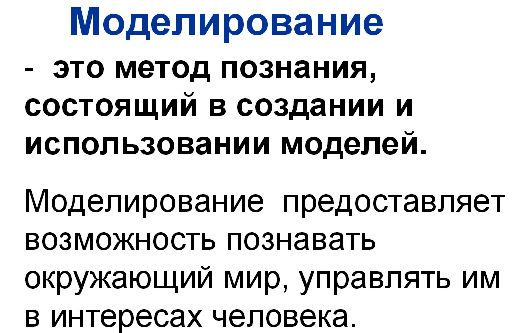 Моделирование
- это метод познания,
состоящий в создании и
использовании моделей.
Моделирование предоставляет
возможность познавать
окружающий мир, управлять им
в интересах человека.